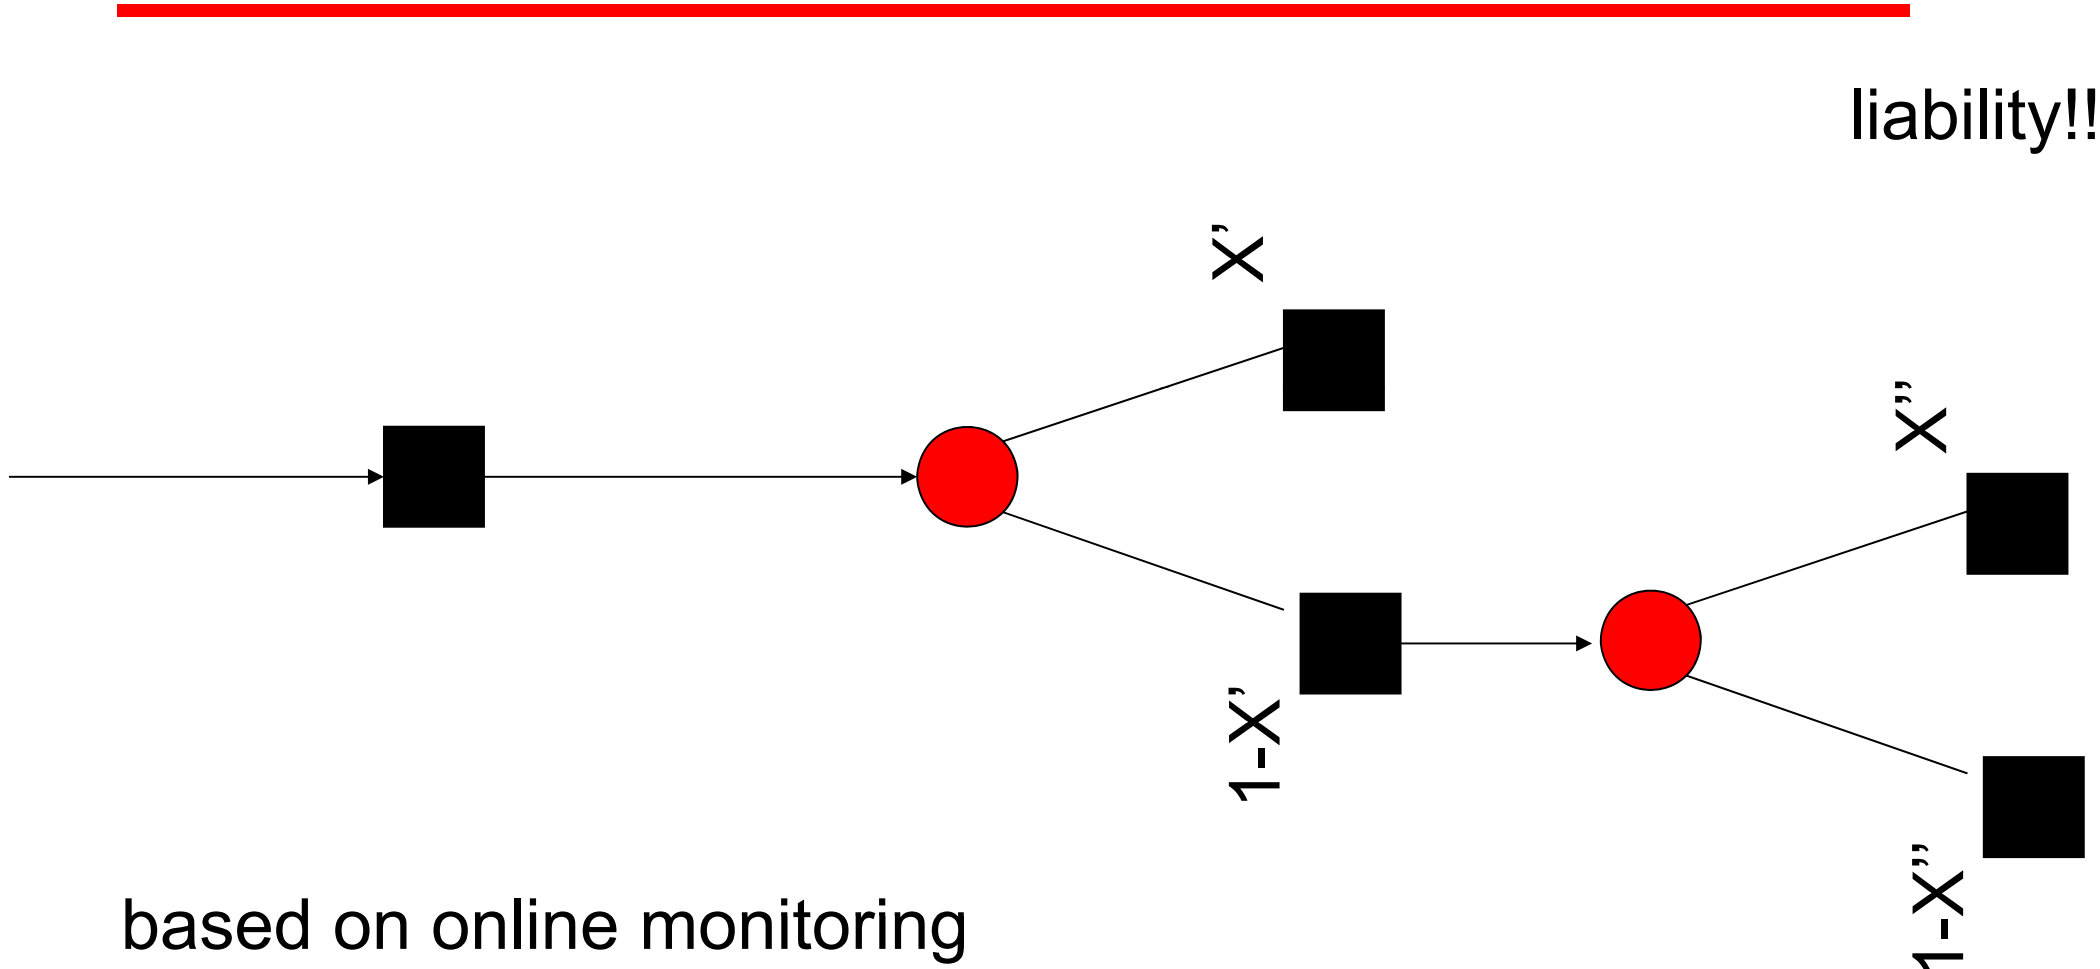 liability!!
X’
X’’
1-X’
1-X’’
based on online monitoring